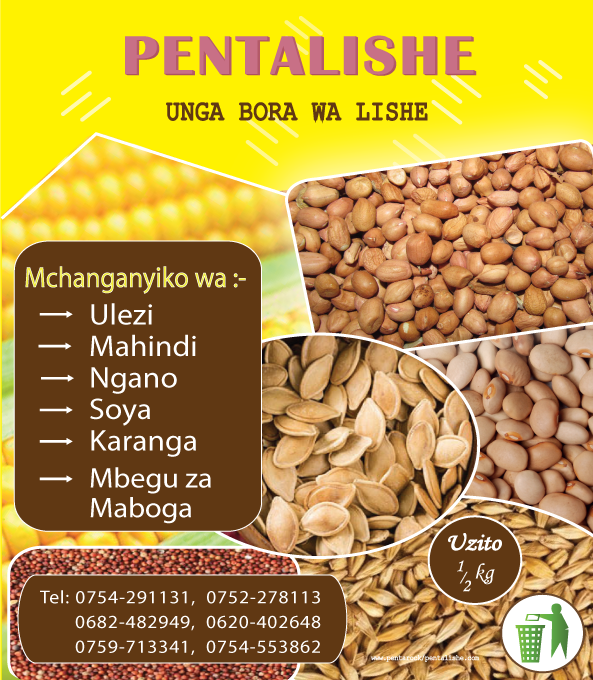 PENTALISHE
UNGA BORA WA LISHE
Mchanganyiko wa :-
Ulezi
Mahindi
Ngano
Soya
Karanga
Mbegu za
Maboga
Uzito
1/2 kg
Tel: 0754-291131, 0752-278113
0682-482949, 0620-402648
0759-713341, 0754-553862